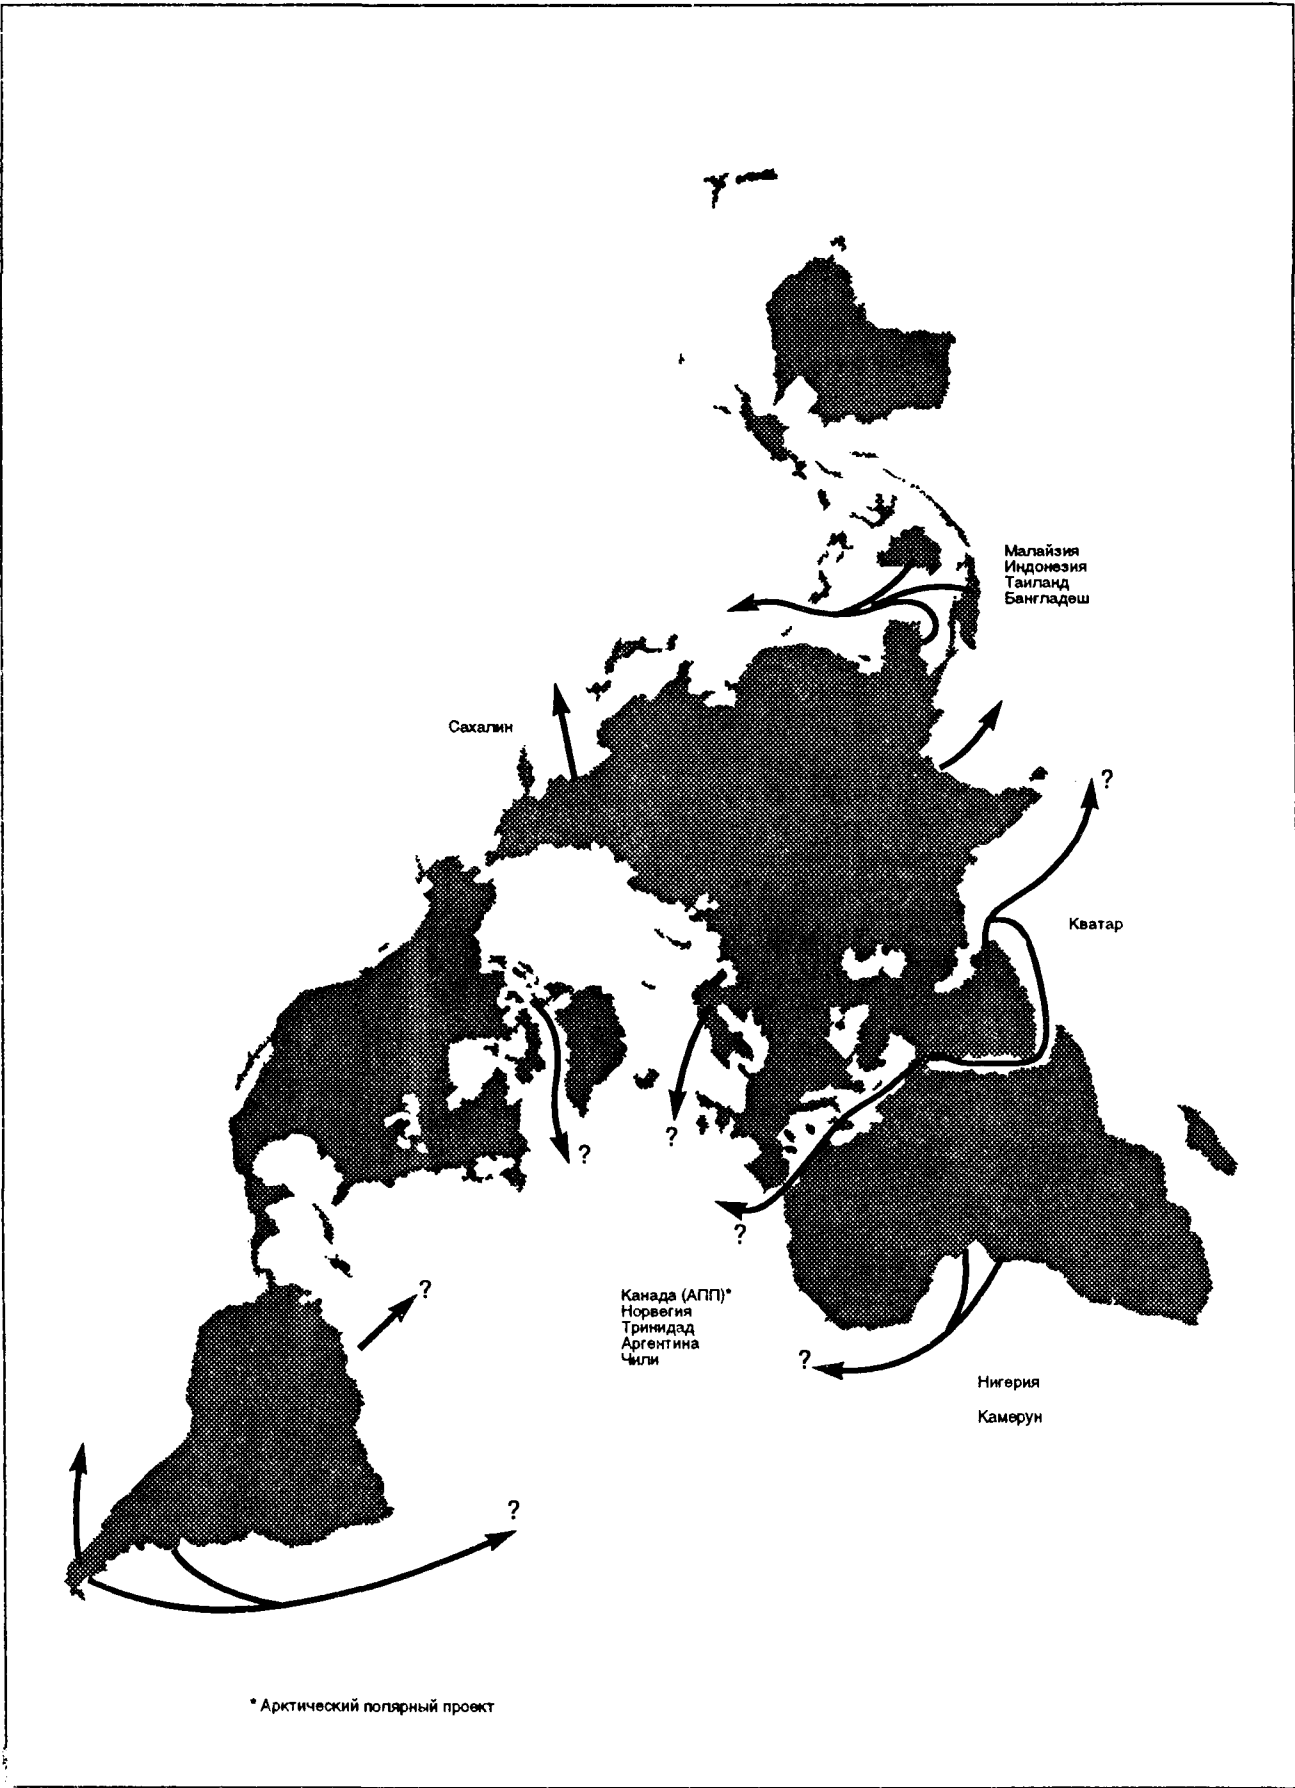 Малайзия
Индонезия
Таиланд
Бангладеш
Сахалин
?
Кватар
?
?
?
Канада (АПП)*
Норвегия
Тринидад
Аргентина
Чили
?
?
Нигерия
Камерун
?
* Арктический полярный проект